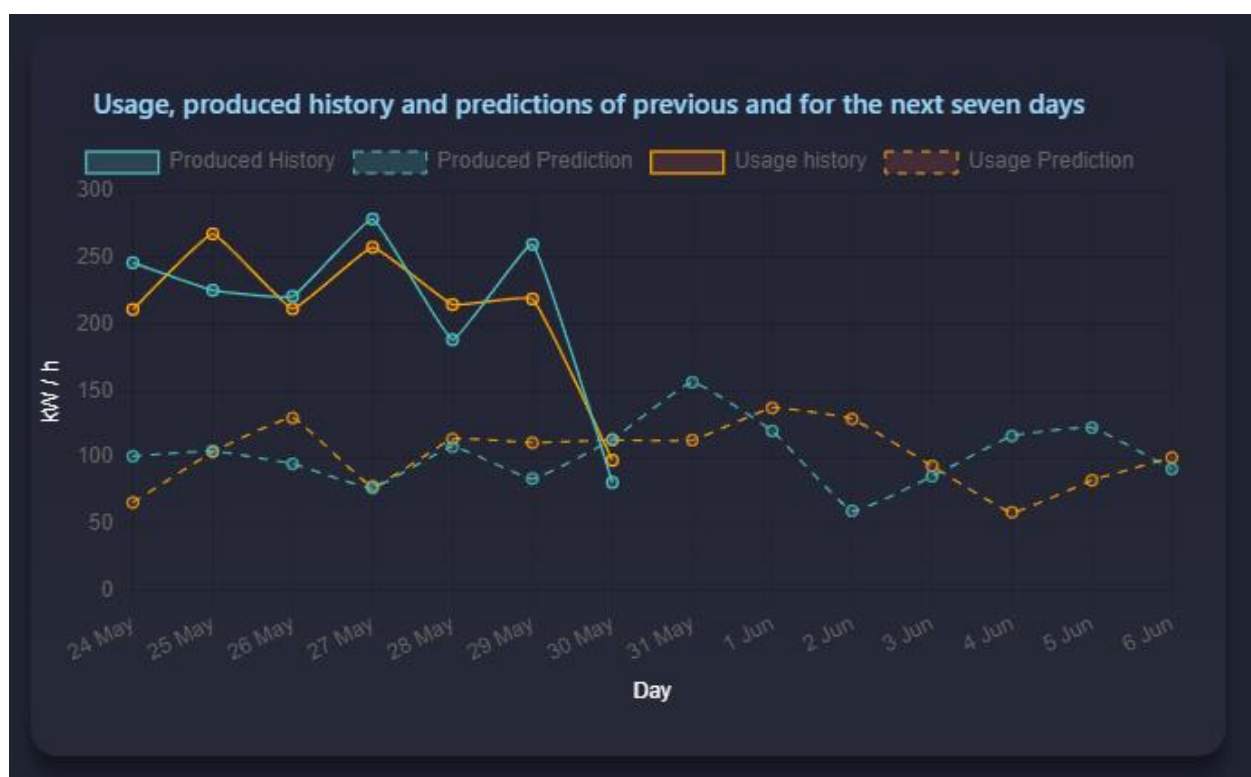 Usage, produced history and predictions of previous and for the next seven days
Produced History Produced Prediction Usage history Usage Prediction
300
250
200
150
100
50
0
kW / h
24 May 25 May 26 May 27 May 28 May 29 May 30 May 31 May 1 Jun 2 Jun 3 Jun 4 Jun 5 Jun 6 Jun
Day